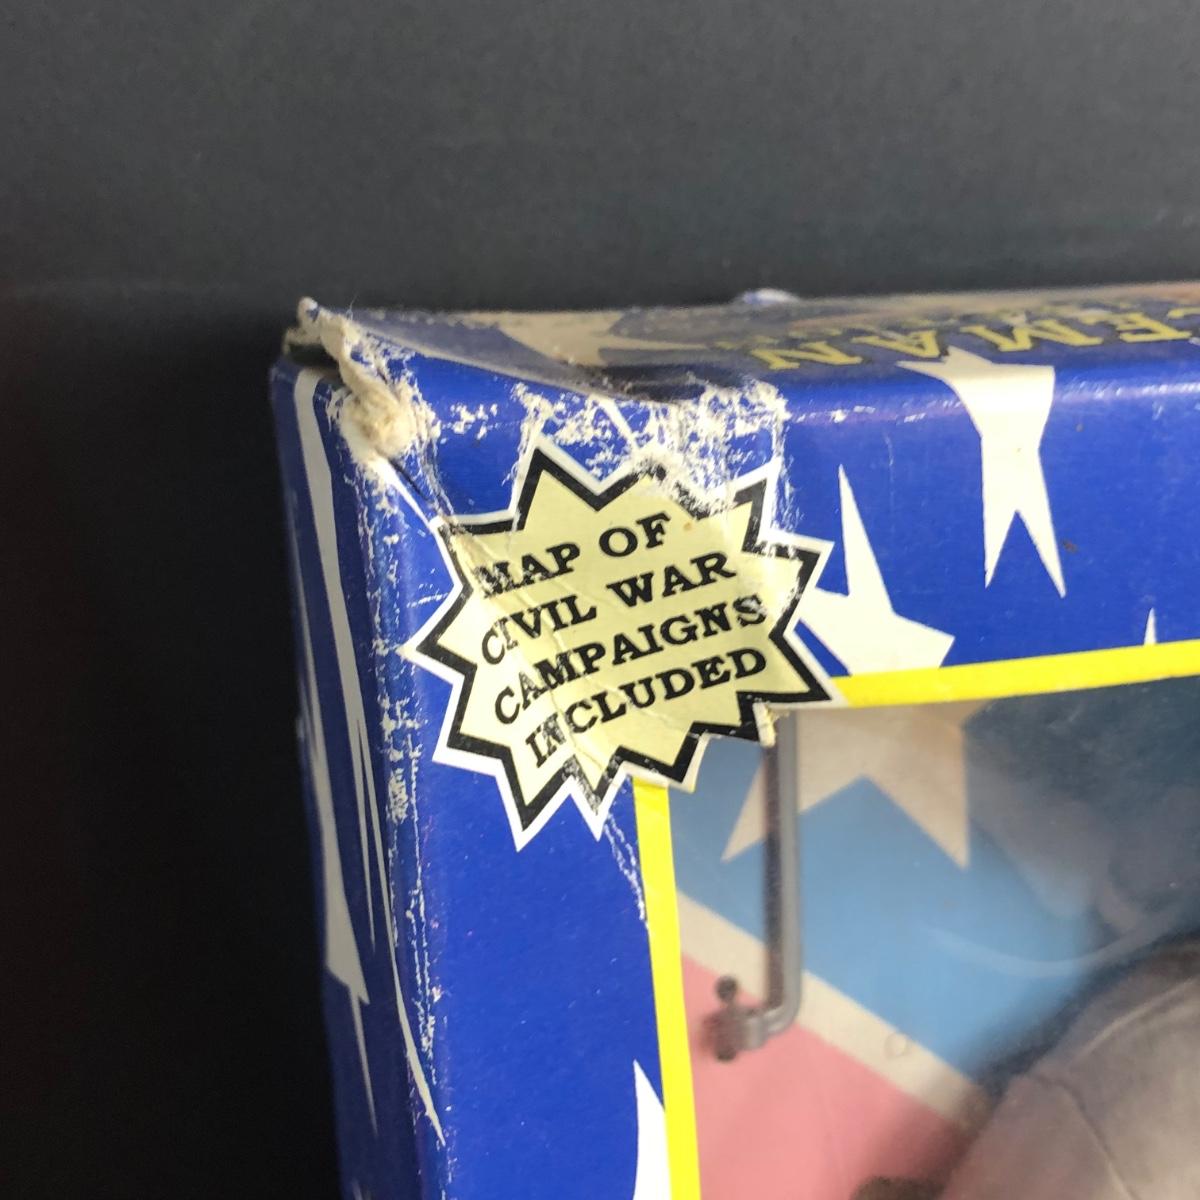 MAP OF
CIVIL WAR
CAMPAIGNS
INCLUDED